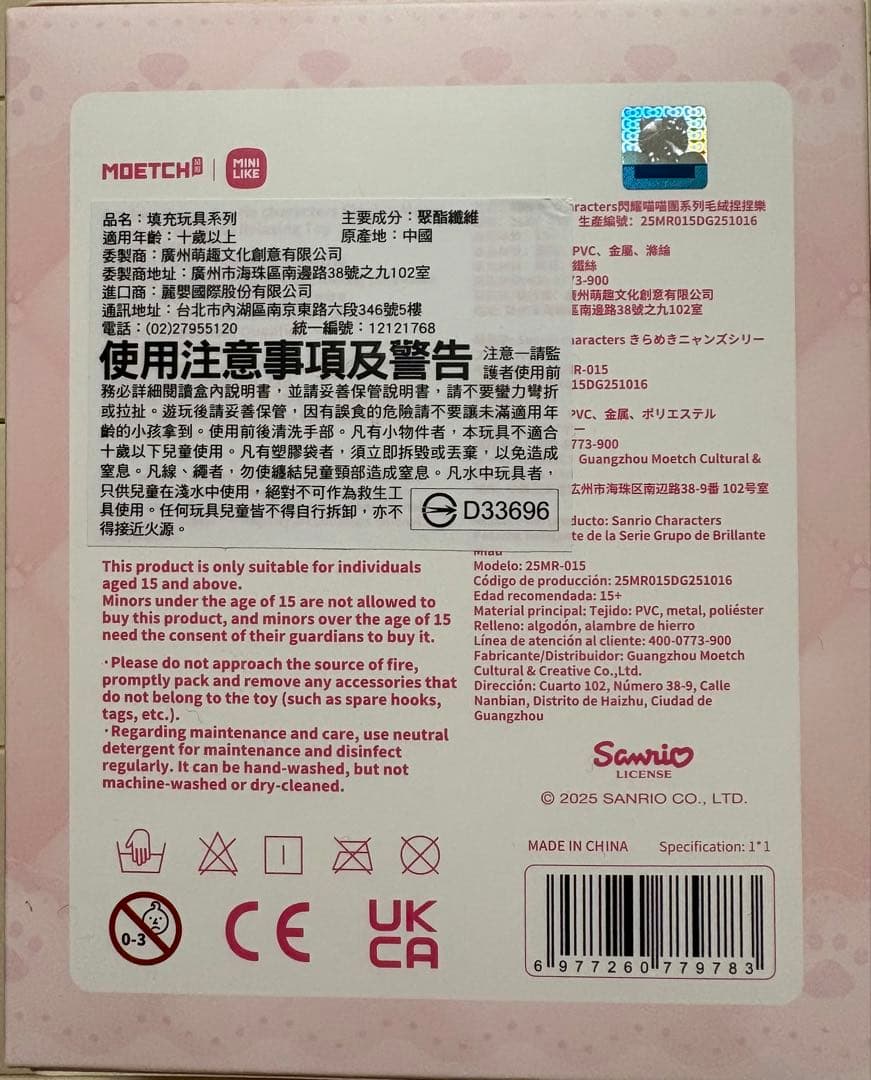 MOETCH萌趣 | MINI LIKE
品名：填充玩具系列 主要成分：聚酯纖維
適用年齡：十歲以上 原產地：中國
委製商：廣州萌趣文化創意有限公司
委製商地址：廣州市海珠區南邊路38號之九102室
進口商：麗嬰國際股份有限公司
通訊地址：台北市內湖區南京東路六段346號5樓
電話：(02)27955120 統一編號：12121768
使用注意事項及警告 注意一請監
護者使用前
務必詳細閱讀盒內說明書，並請妥善保管說明書，請不要蠻力彎折
或拉扯。遊玩後請妥善保管，因有誤食的危險請不要讓未滿適用年
齡的小孩拿到。使用前後清洗手部。凡有小物件者，本玩具不適合
十歲以下兒童使用。凡有塑膠袋者，須立即拆毀或丟棄，以免造成
窒息。凡線、繩者，勿使纏結兒童頸部造成窒息。凡水中玩具者，
只供兒童在淺水中使用，絕對不可作為救生工
具使用。任何玩具兒童皆不得自行拆卸，亦不
得接近火源。
D33696
This product is only suitable for individuals
aged 15 and above.
Minors under the age of 15 are not allowed to
buy this product, and minors over the age of 15
need the consent of their guardians to buy it.
·Please do not approach the source of fire,
promptly pack and remove any accessories that
do not belong to the toy (such as spare hooks,
tags, etc.).
·Regarding maintenance and care, use neutral
detergent for maintenance and disinfect
regularly. It can be hand-washed, but not
machine-washed or dry-cleaned.
0-3
CE
UK
CA
aracters閃耀喵喵團系列毛絨捏捏樂
生產編號：25MR015DG251016
PVC、金屬、滌綸
鐵絲
73-900
廣州萌趣文化創意有限公司
區南邊路38號之九102室
haracters きらめきニャンズシリー
R-015
15DG251016
PVC、金属、ポリエステル
ー
773-900
Guangzhou Moetch Cultural &
広州市海珠区南辺路38-9番 102号室
ducto: Sanrio Characters
te de la Serie Grupo de Brillante
Miau
Modelo: 25MR-015
Código de producción: 25MR015DG251016
Edad recomendada: 15+
Material principal: Tejido: PVC, metal, poliéster
Relleno: algodón, alambre de hierro
Línea de atención al cliente: 400-0773-900
Fabricante/Distribuidor: Guangzhou Moetch
Cultural & Creative Co.,Ltd.
Dirección: Cuarto 102, Número 38-9, Calle
Nanbian, Distrito de Haizhu, Ciudad de
Guangzhou
Sanrio
LICENSE
© 2025 SANRIO CO., LTD.
MADE IN CHINA Specification: 1*1
6 977260 779783